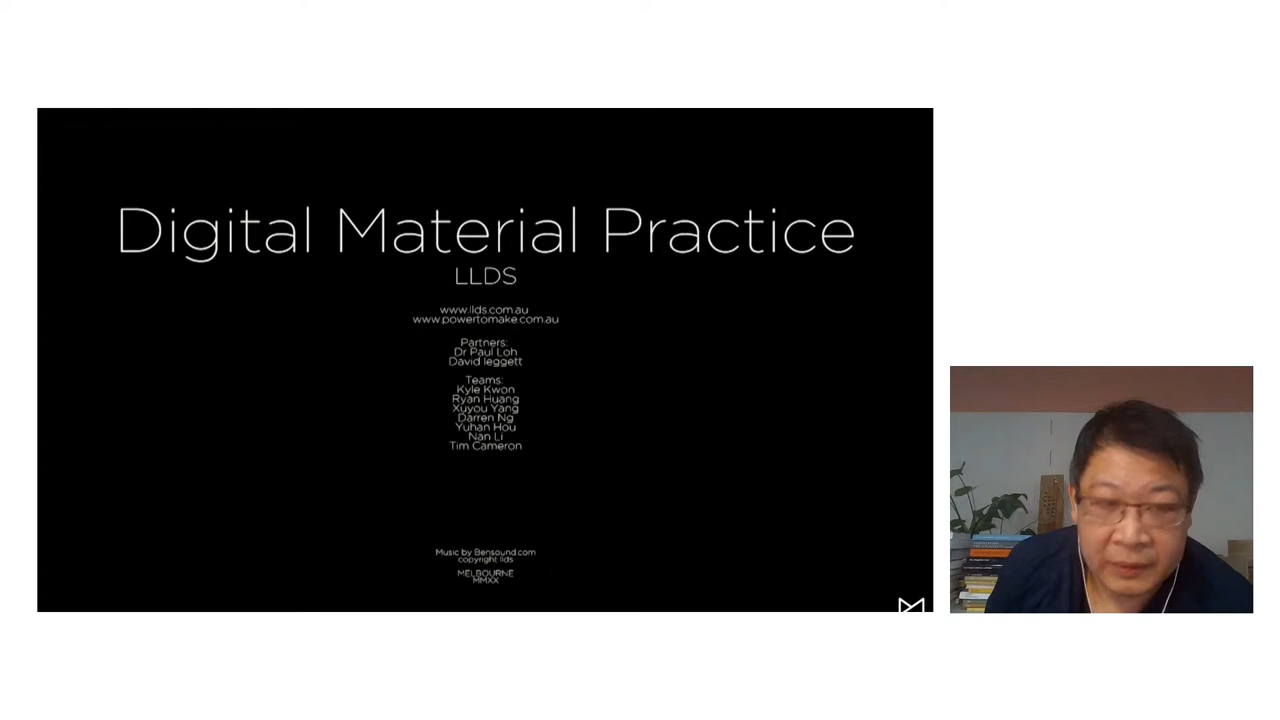 Digital Material Practice
LLDS
www.llds.com.au
www.powertomake.com.au
Partners:
Dr Paul Loh
David leggett
Teams:
Kyle Kwon
Ryan Huang
Xuyou Yang
Darren Ng
Yuhan Hou
Nan Li
Tim Cameron
Music by Bensound.com
copyright llds
MELBOURNE
MMXX